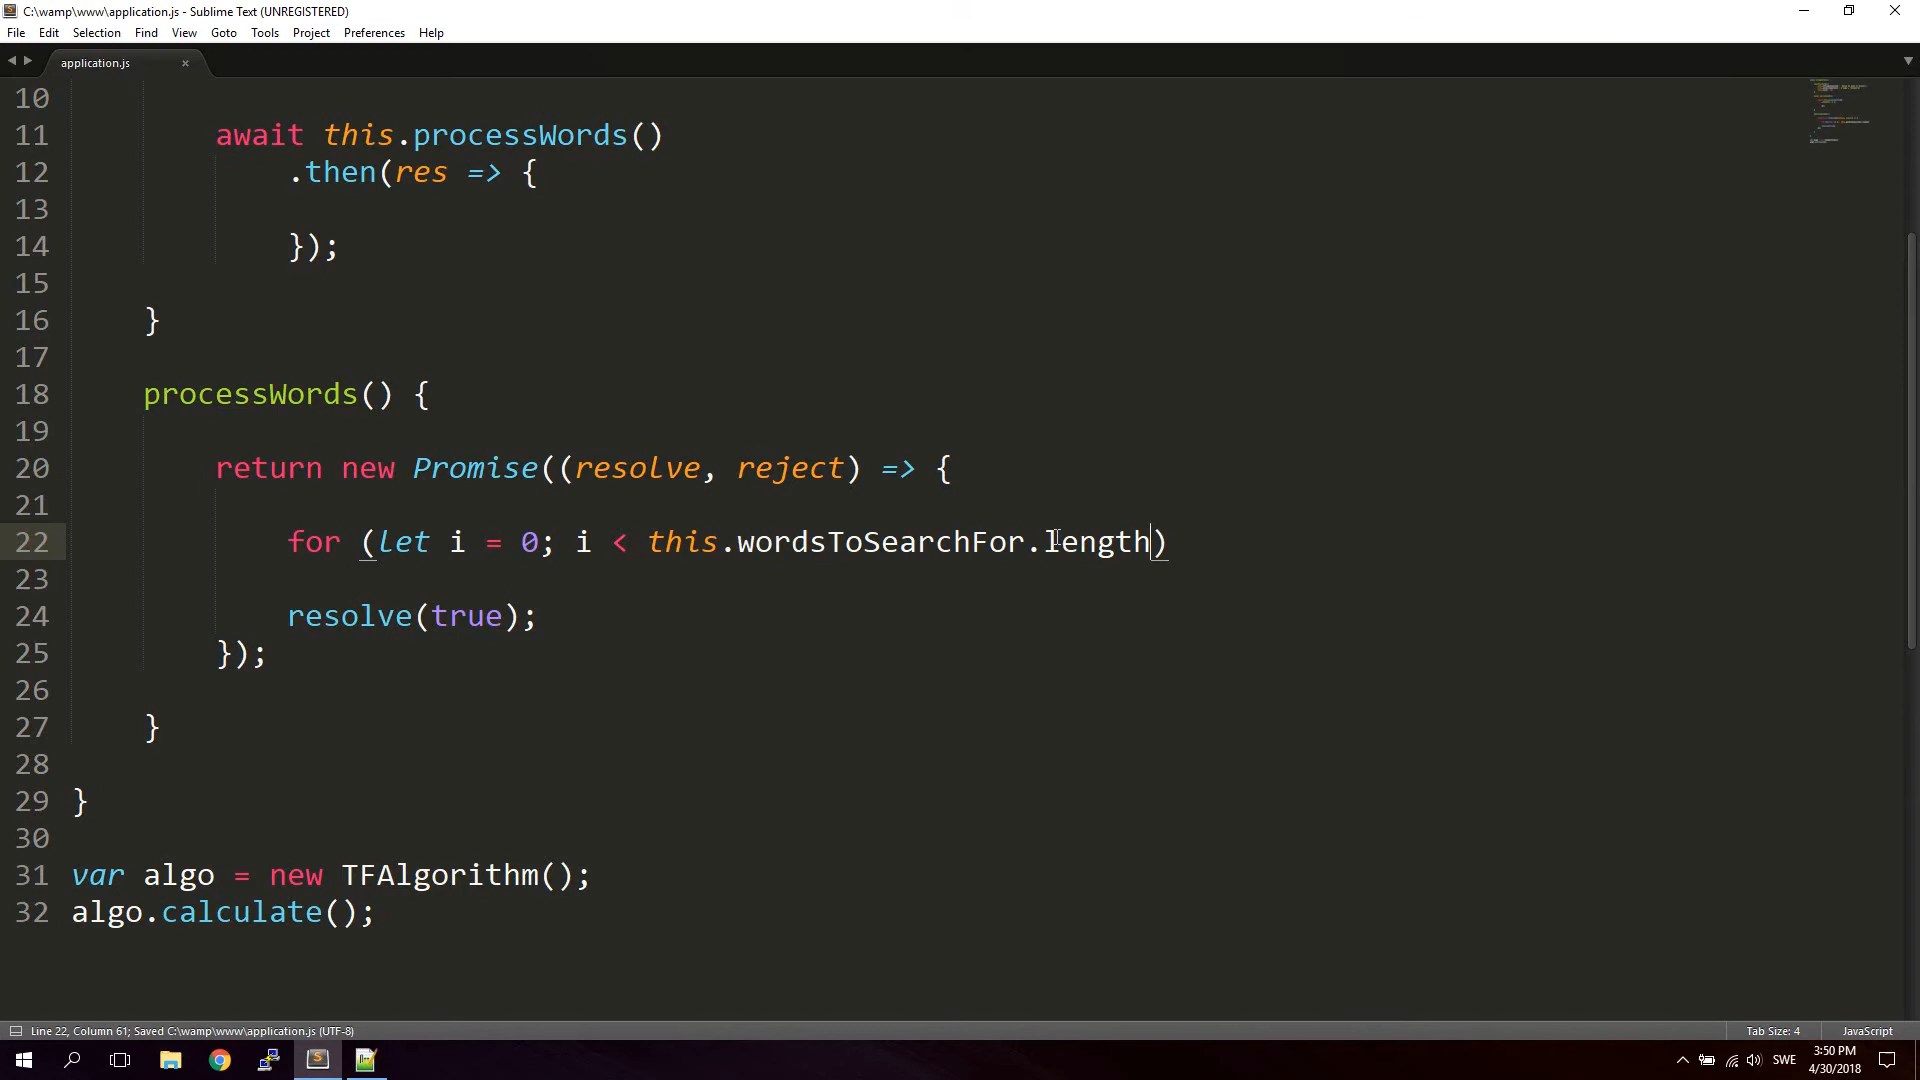 C:\wamp\www\application.js - Sublime Text (UNREGISTERED)
File Edit Selection Find View Goto Tools Project Preferences Help
application.js ×
10
11 await this.processWords()
12 .then(res => {
13
14 });
15
16 }
17
18 processWords() {
19
20 return new Promise((resolve, reject) => {
21
22 for (let i = 0; i < this.wordsToSearchFor.length)
23
24 resolve(true);
25 });
26
27 }
28
29 }
30
31 var algo = new TFAlgorithm();
32 algo.calculate();
Line 22, Column 61; Saved C:\wamp\www\application.js (UTF-8) Tab Size: 4 JavaScript
SWE 3:50 PM
4/30/2018